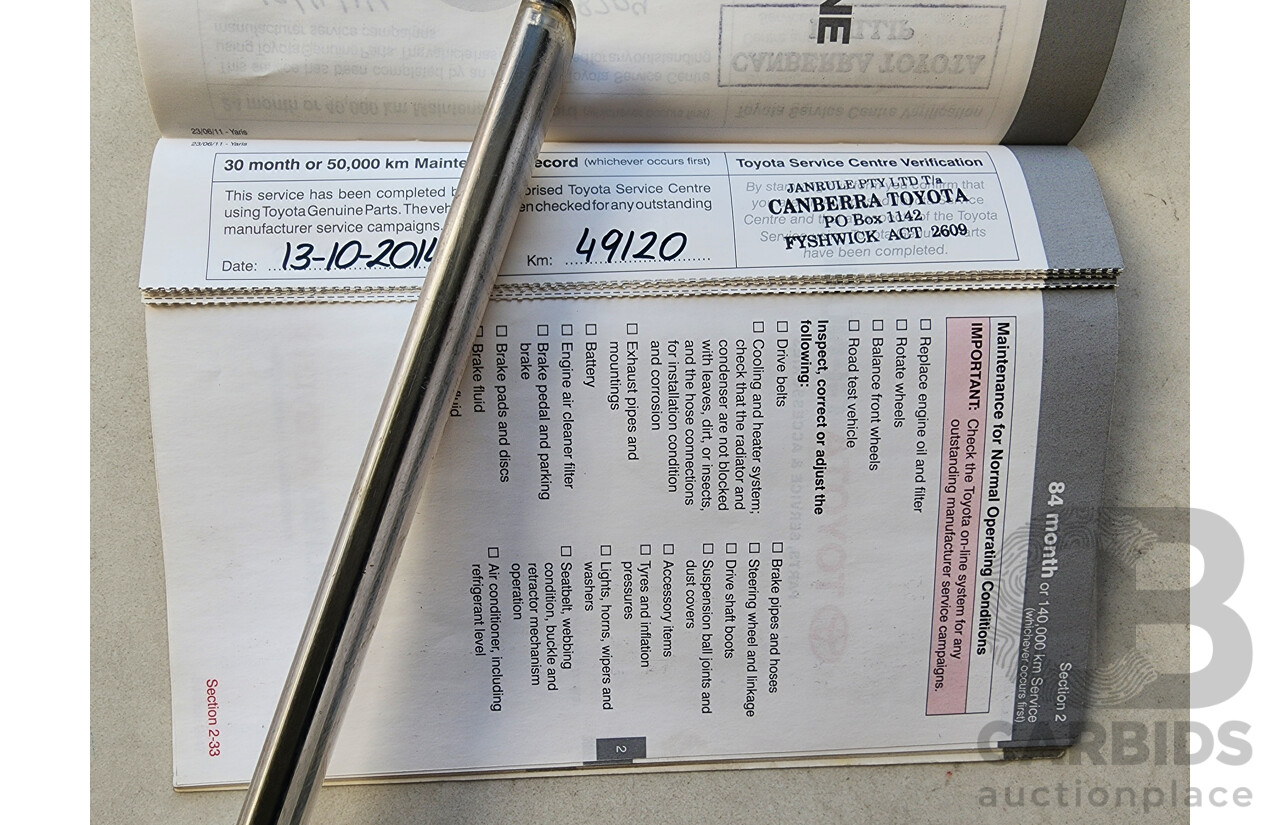 NE
23/06/11 - Yaris
23/06/11 - Yaris
30 month or 50,000 km Mainte ecord (whichever occurs first)
This service has been completed b orised Toyota Service Centre
using Toyota Genuine Parts. The veh en checked for any outstanding
manufacturer service campaigns.
Date: 13-10-2014 Km: 49120
Toyota Service Centre Verification
JANRULE PTY LTD T/a
CANBERRA TOYOTA
PO Box 1142
FYSHWICK ACT 2609
have been completed.
Section 2
84 month or 140,000 km Service
(whichever occurs first)
Maintenance for Normal Operating Conditions
IMPORTANT: Check the Toyota on-line system for any
outstanding manufacturer service campaigns.
☐ Replace engine oil and filter
☐ Rotate wheels
☐ Balance front wheels
☐ Road test vehicle
Inspect, correct or adjust the
following:
☐ Drive belts
☐ Cooling and heater system;
check that the radiator and
condenser are not blocked
with leaves, dirt, or insects,
and the hose connections
for installation condition
and corrosion
☐ Exhaust pipes and
mountings
☐ Battery
☐ Engine air cleaner filter
☐ Brake pedal and parking
brake
☐ Brake pads and discs
☐ Brake fluid
☐ Brake pipes and hoses
☐ Steering wheel and linkage
☐ Drive shaft boots
☐ Suspension ball joints and
dust covers
☐ Accessory items
☐ Tyres and inflation
pressures
☐ Lights, horns, wipers and
washers
☐ Seatbelt, webbing
condition, buckle and
retractor mechanism
operation
☐ Air conditioner, including
refrigerant level
2
Section 2-33
CARBIDS
auctionplace